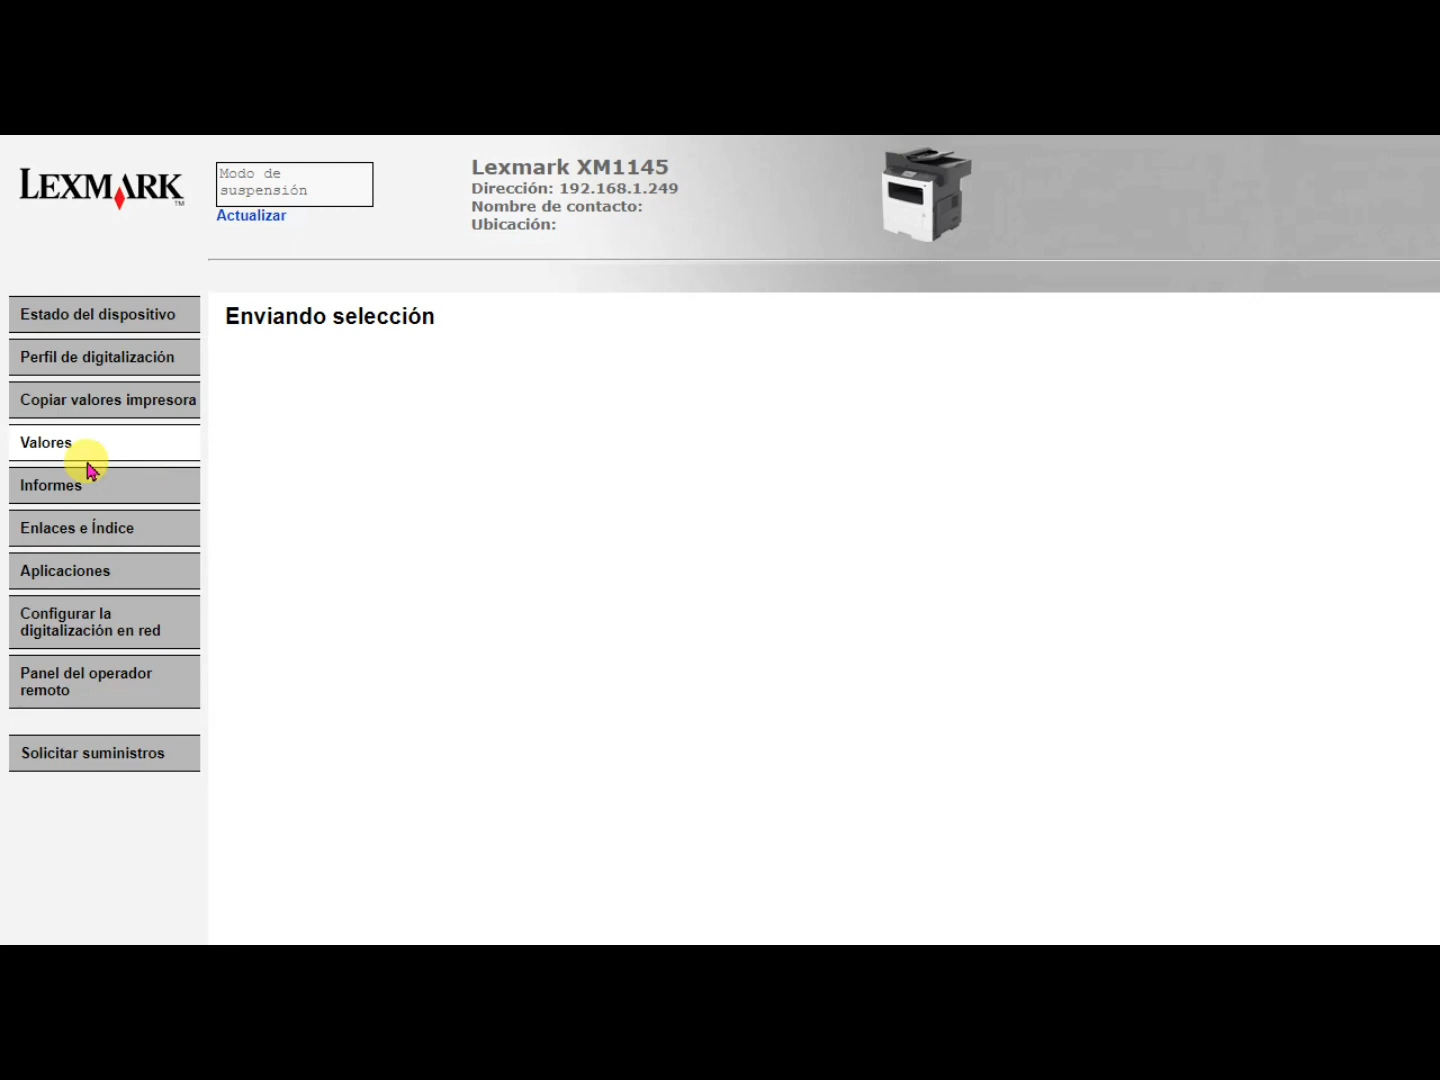 LEXMARK™
Modo de
suspensión
Actualizar
Lexmark XM1145
Dirección: 192.168.1.249
Nombre de contacto:
Ubicación:
Estado del dispositivo
Perfil de digitalización
Copiar valores impresora
Valores
Informes
Enlaces e Índice
Aplicaciones
Configurar la
digitalización en red
Panel del operador
remoto
Solicitar suministros
Enviando selección